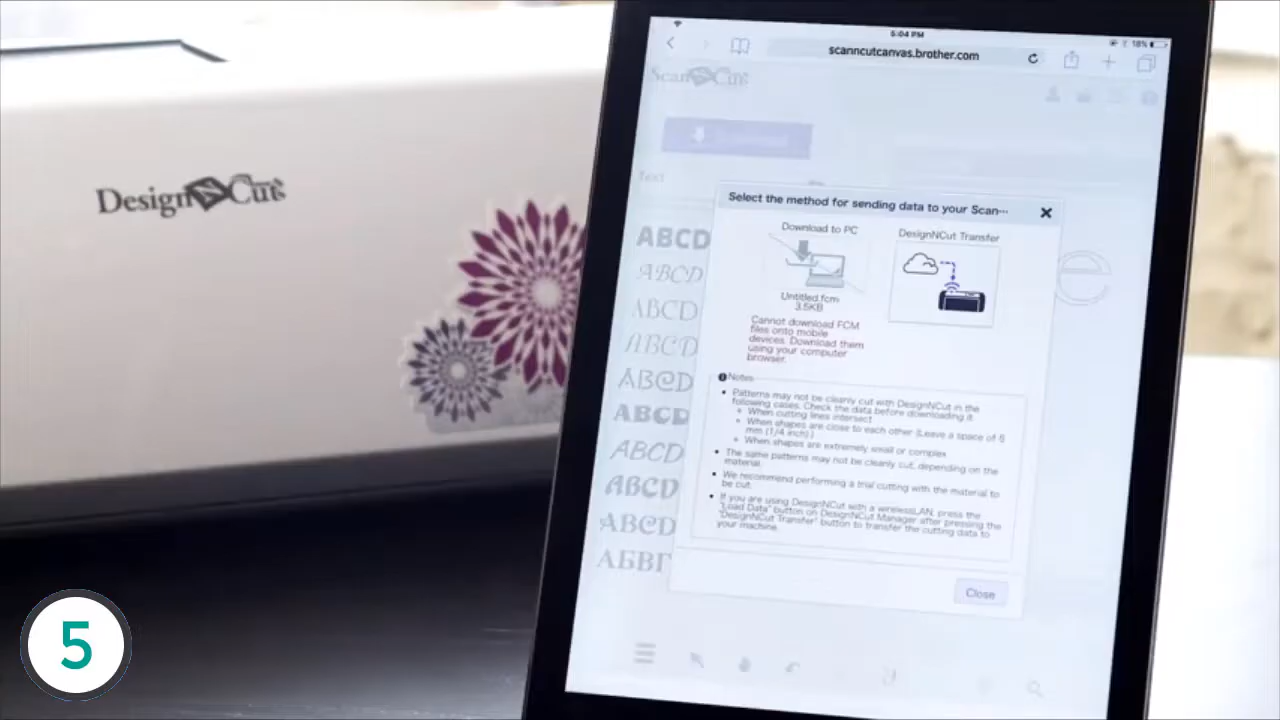 5:04 PM
18%
scanncutcanvas.brother.com
ScanNCut
DesignNCut
Text
Select the method for sending data to your Scan···
Download to PC
DesignNCut Transfer
Untitled.fcm
3.5KB
Cannot download FCM
files onto mobile
devices. Download them
using your computer
browser.
Notes
• Patterns may not be cleanly cut with DesignNCut in the
following cases. Check the data before downloading it
When cutting lines intersect
When shapes are close to each other (Leave a space of 6
mm (1/4 inch).)
When shapes are extremely small or complex
• The same patterns may not be cleanly cut, depending on the
material.
• We recommend performing a trial cutting with the material to
be cut.
• If you are using DesignNCut with a wirelessLAN, press the
"Load Data" button on DesignNCut Manager after pressing the
"DesignNCut Transfer" button to transfer the cutting data to
your machine.
Close
ABCD
ABCD
ABCD
ABCD
ABCD
ABCD
ABCD
ABCD
ABCD
АБВГ
e
5